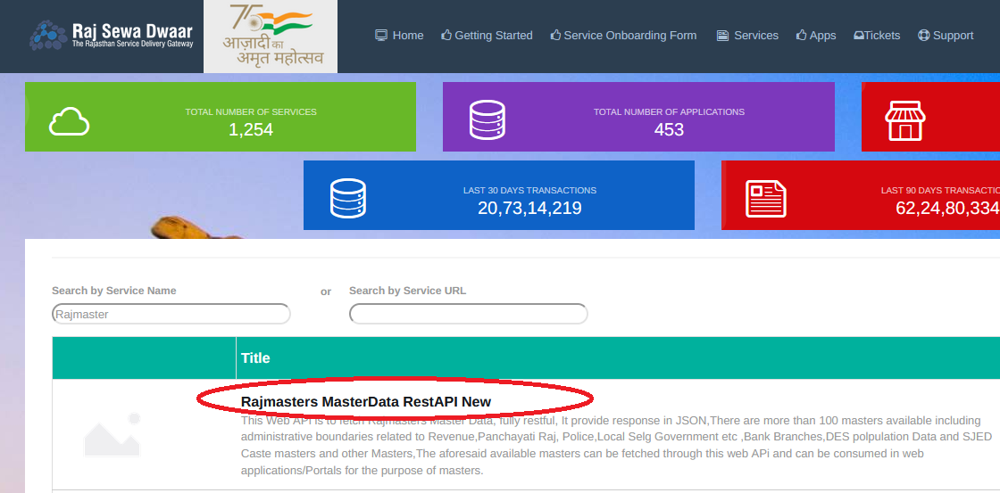 Raj Sewa Dwaar
The Rajasthan Service Delivery Gateway
75
आज़ादी का
अमृत महोत्सव
Home
Getting Started
Service Onboarding Form
Services
Apps
Tickets
Support
TOTAL NUMBER OF SERVICES
1,254
TOTAL NUMBER OF APPLICATIONS
453
LAST 30 DAYS TRANSACTIONS
20,73,14,219
LAST 90 DAYS TRANSACTIC
62,24,80,334
Search by Service Name
or
Search by Service URL
Rajmaster
Title
Rajmasters MasterData RestAPI New
This Web API is to fetch Rajmasters Master Data, fully restful, It provide response in JSON,There are more than 100 masters available including
administrative boundaries related to Revenue,Panchayati Raj, Police,Local Selg Government etc ,Bank Branches,DES polpulation Data and SJED
Caste masters and other Masters,The aforesaid available masters can be fetched through this web APi and can be consumed in web
applications/Portals for the purpose of masters.